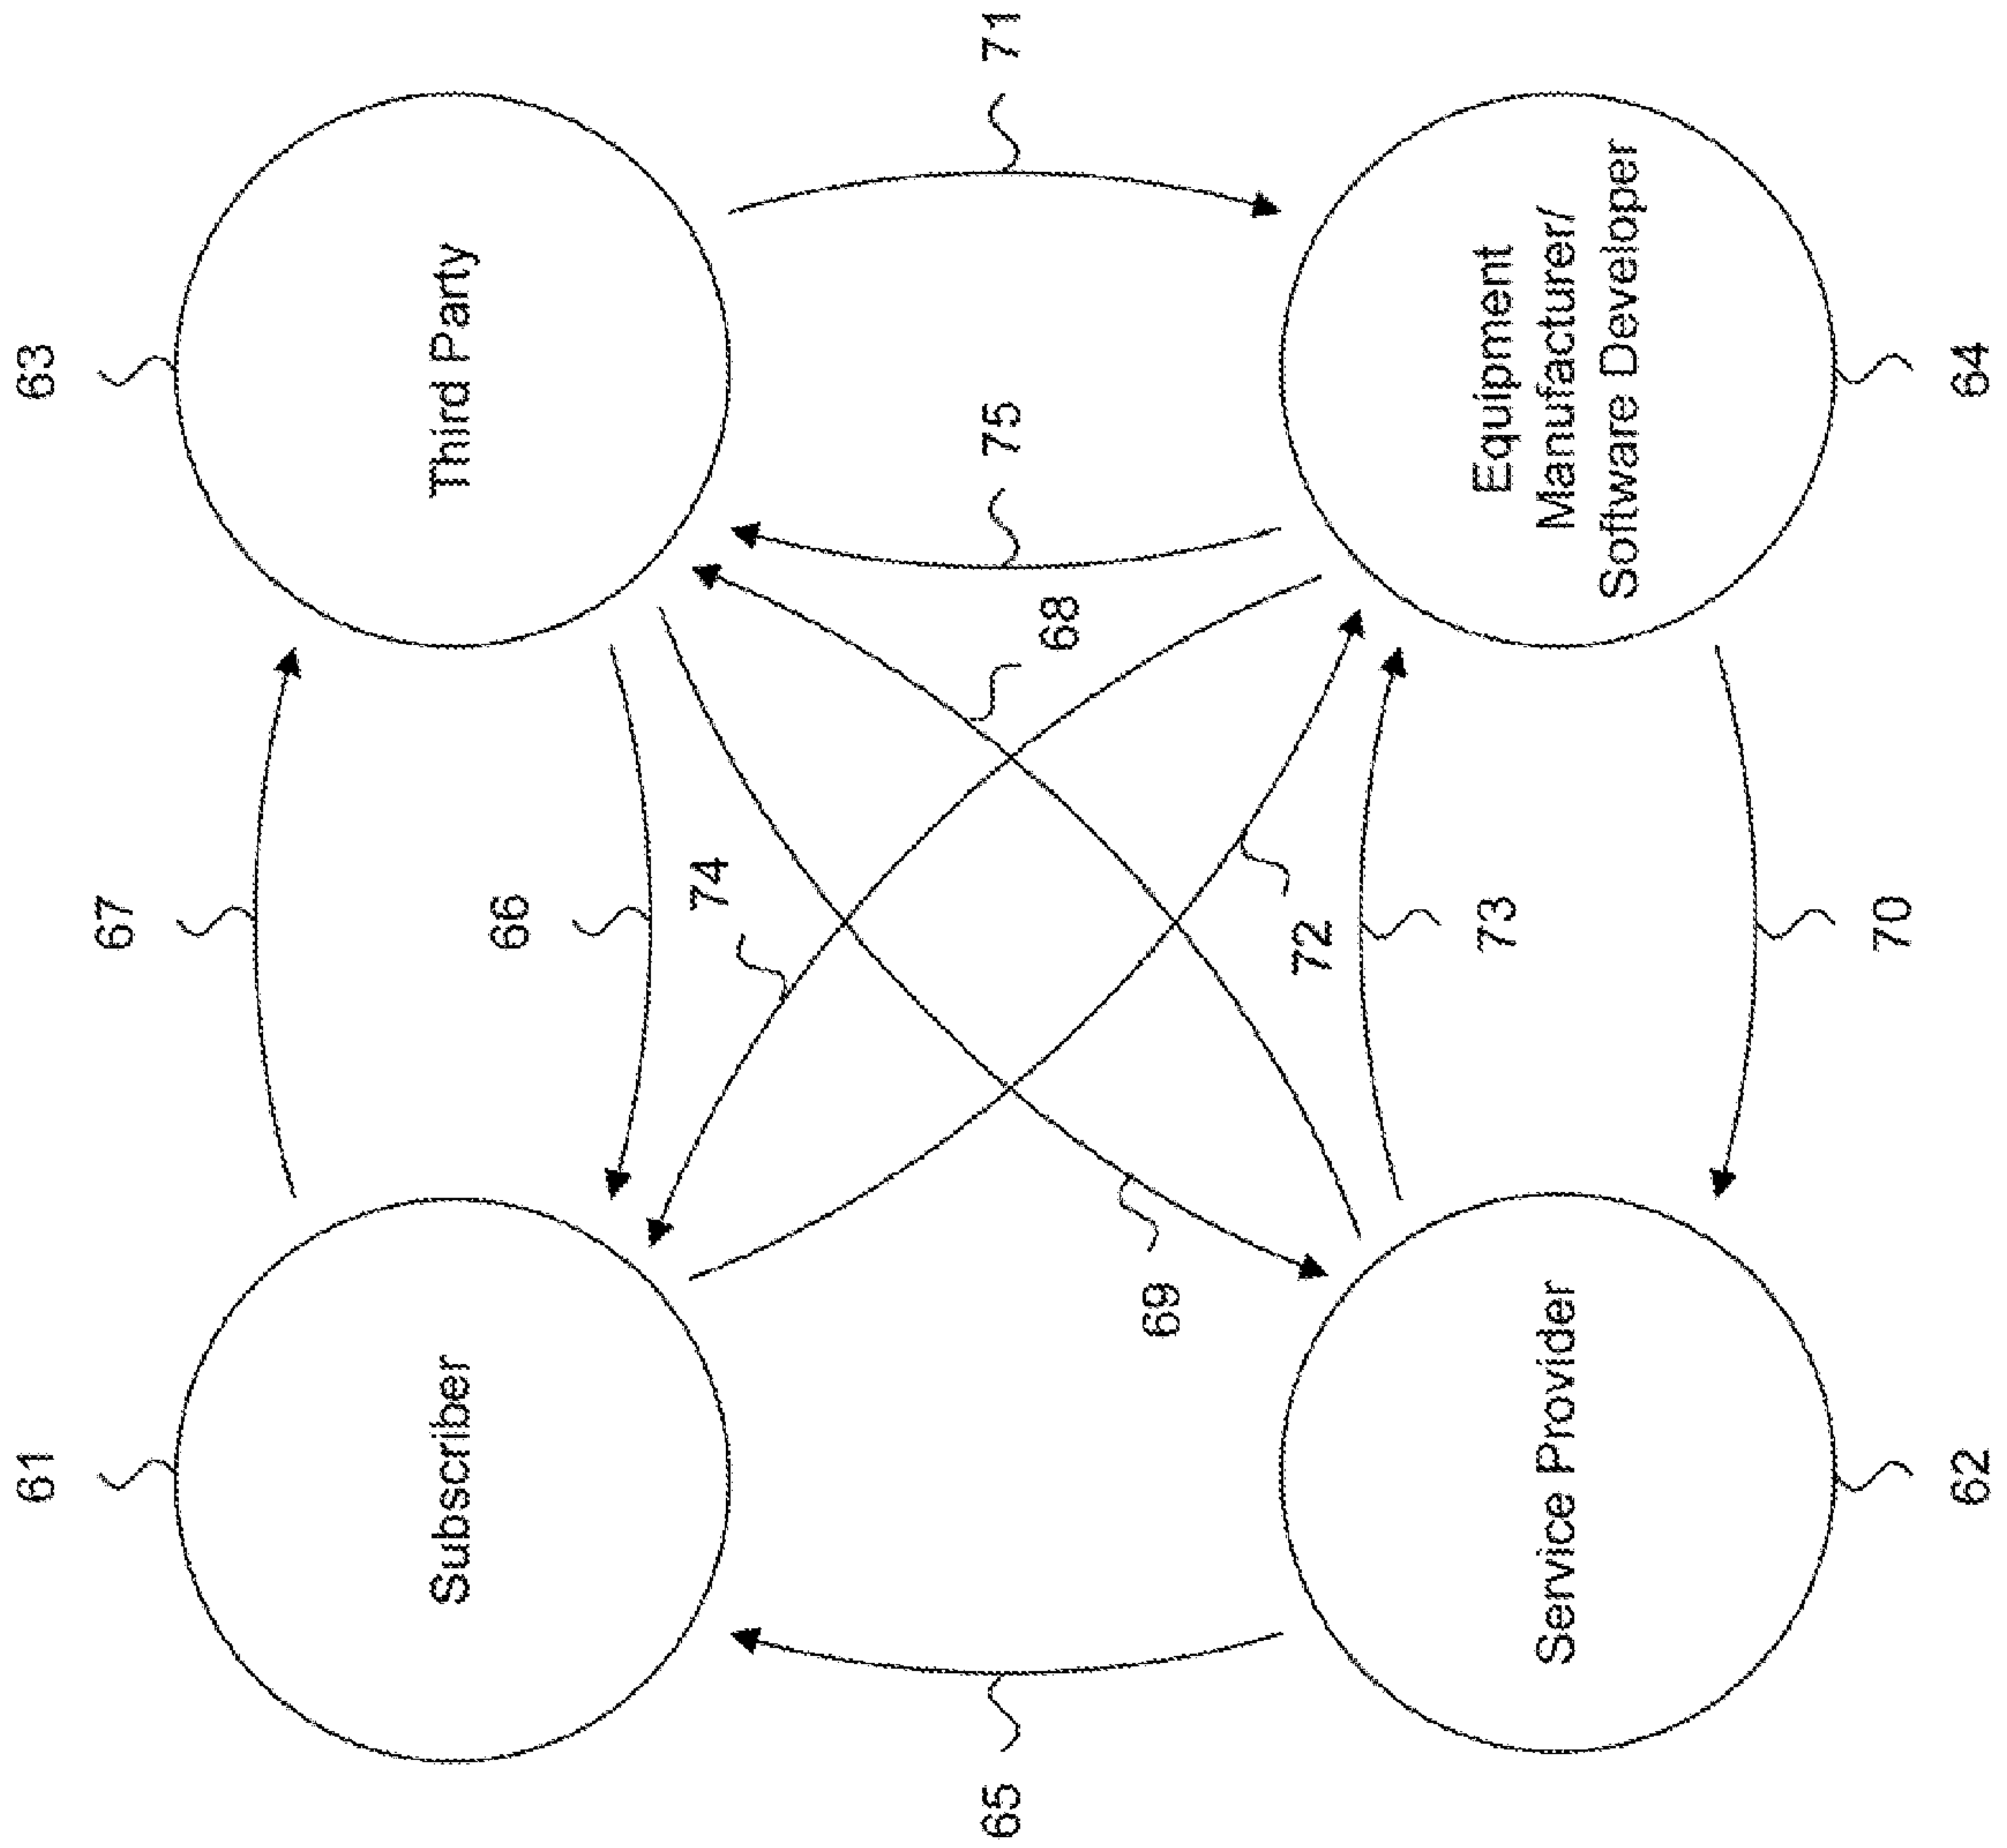 61
63
67
Subscriber
Third Party
66
74
65
75
71
68
69
72
73
Service Provider
Equipment
Manufacturer/
Software Developer
70
62
64